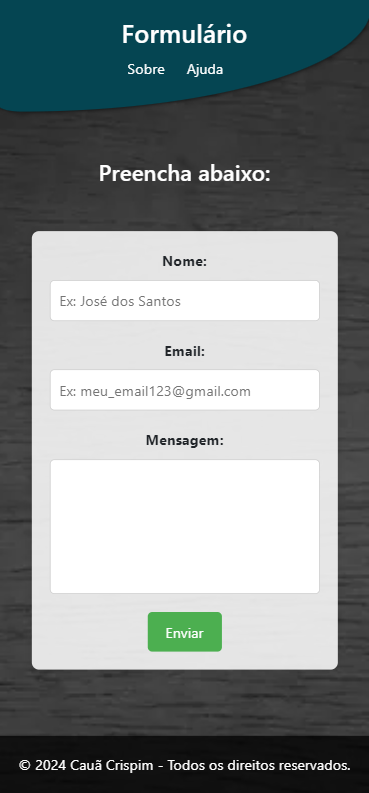 Formulário
Sobre Ajuda
Preencha abaixo:
Nome:
Ex: José dos Santos
Email:
Ex: meu_email123@gmail.com
Mensagem:
Enviar
© 2024 Cauã Crispim - Todos os direitos reservados.